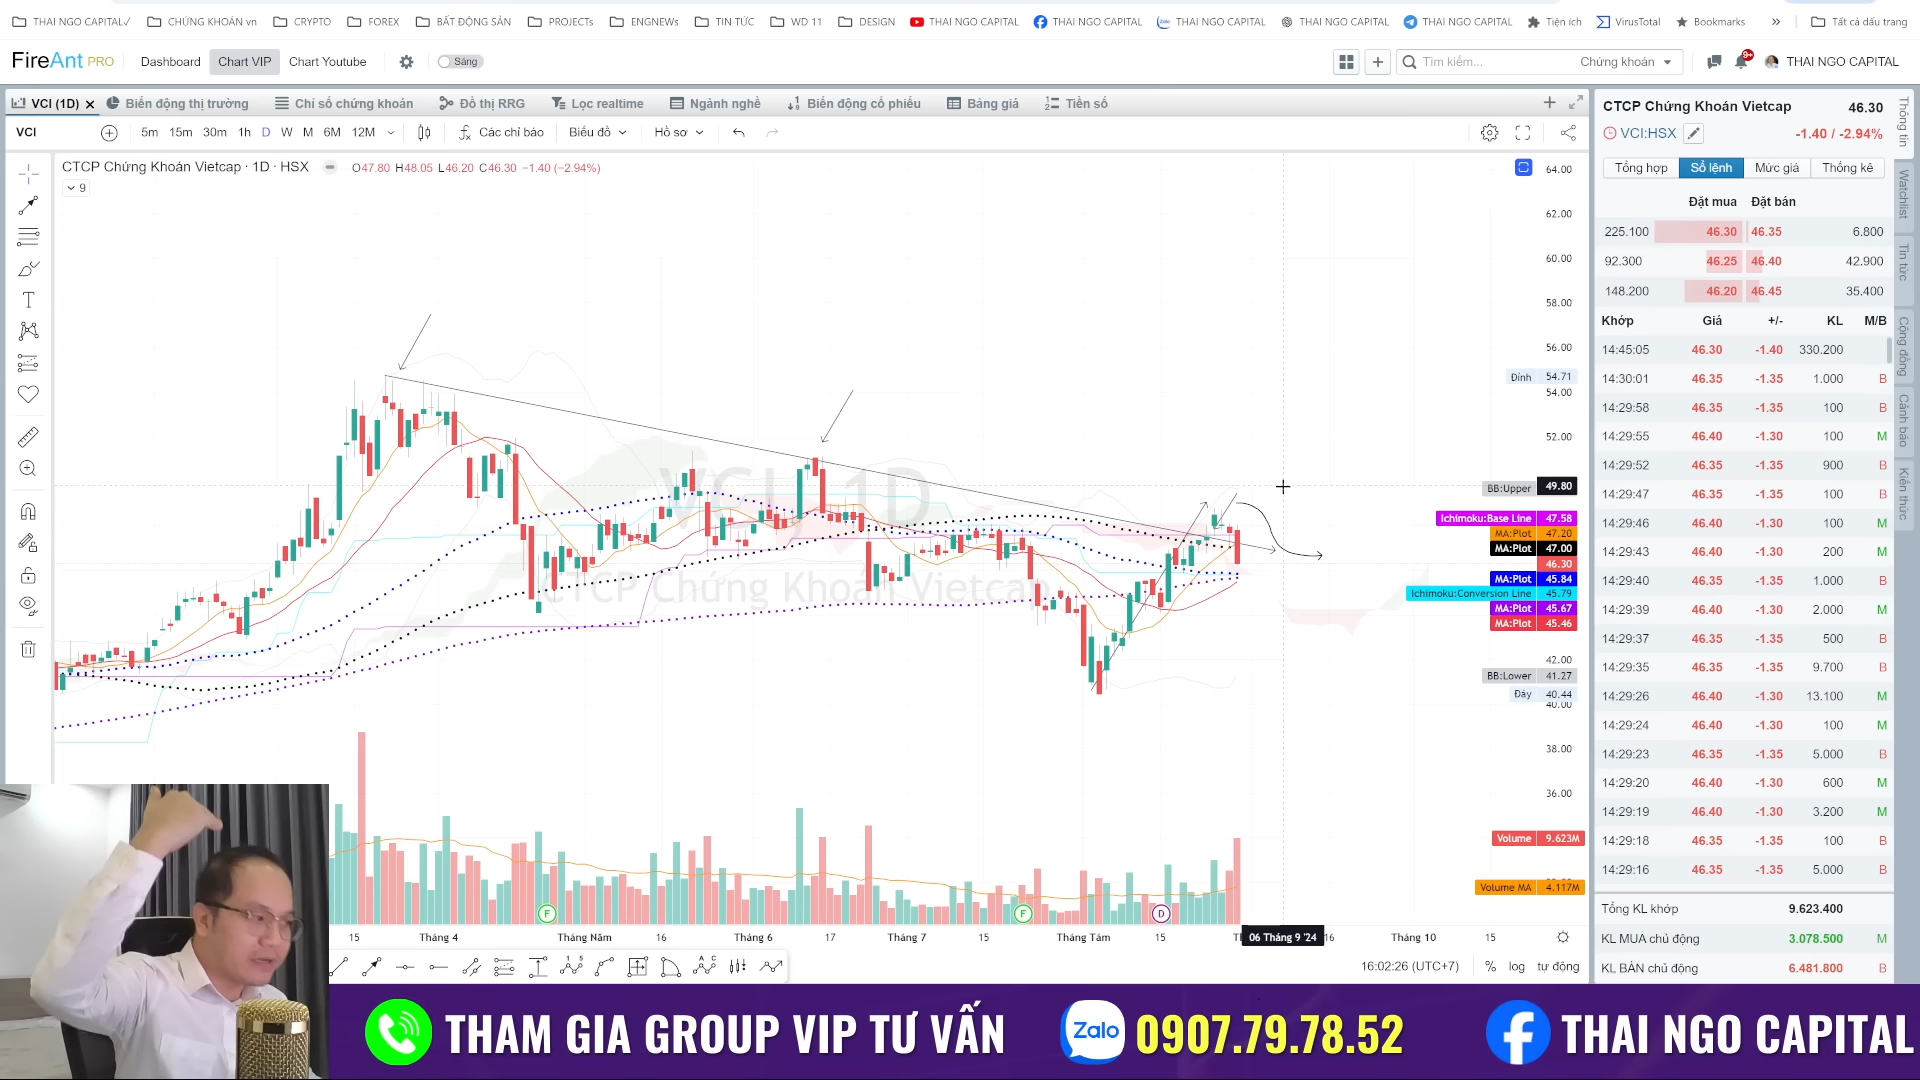 THAI NGO CAPITAL✓ CHỨNG KHOÁN vn CRYPTO FOREX BẤT ĐỘNG SẢN PROJECTs ENGNEWs TIN TỨC WD 11 DESIGN THAI NGO CAPITAL THAI NGO CAPITAL THAI NGO CAPITAL THAI NGO CAPITAL THAI NGO CAPITAL Tiện ích VirusTotal Bookmarks » Tất cả dấu trang
FireAnt PRO Dashboard Chart VIP Chart Youtube Sáng Tìm kiếm... Chứng khoán 9+ THAI NGO CAPITAL
VCI (1D) Biến động thị trường Chỉ số chứng khoán Đồ thị RRG Lọc realtime Ngành nghề Biến động cổ phiếu Bảng giá Tiền số
VCI 5m 15m 30m 1h D W M 6M 12M Các chỉ báo Biểu đồ Hồ sơ
CTCP Chứng Khoán Vietcap · 1D · HSX O47.80 H48.05 L46.20 C46.30 −1.40 (−2.94%)
9
VCI, 1D
CTCP Chứng Khoán Vietcap
64.00
62.00
60.00
58.00
56.00
Đỉnh 54.71
54.00
52.00
BB:Upper 49.80
Ichimoku:Base Line 47.58
MA:Plot 47.20
MA:Plot 47.00
46.30
MA:Plot 45.84
Ichimoku:Conversion Line 45.79
MA:Plot 45.67
MA:Plot 45.46
42.00
BB:Lower 41.27
Đáy 40.44
40.00
38.00
36.00
Volume 9.623M
Volume MA 4.117M
F F D
15 Tháng 4 Tháng Năm 16 Tháng 6 17 Tháng 7 15 Tháng Tám 15 06 Tháng 9 '24 16 Tháng 10 15
16:02:26 (UTC+7) % log tự động
CTCP Chứng Khoán Vietcap 46.30
VCI:HSX -1.40 / -2.94%
Tổng hợp Sổ lệnh Mức giá Thống kê
Đặt mua Đặt bán
225.100 46.30 46.35 6.800
92.300 46.25 46.40 42.900
148.200 46.20 46.45 35.400
Khớp Giá +/- KL M/B
14:45:05 46.30 -1.40 330.200
14:30:01 46.35 -1.35 1.000 B
14:29:58 46.35 -1.35 100 B
14:29:55 46.40 -1.30 100 M
14:29:52 46.35 -1.35 900 B
14:29:47 46.35 -1.35 100 B
14:29:46 46.40 -1.30 100 M
14:29:43 46.40 -1.30 200 M
14:29:40 46.35 -1.35 1.000 B
14:29:39 46.40 -1.30 2.000 M
14:29:37 46.35 -1.35 500 B
14:29:35 46.35 -1.35 9.700 B
14:29:26 46.40 -1.30 13.100 M
14:29:24 46.40 -1.30 100 M
14:29:23 46.35 -1.35 5.000 B
14:29:20 46.40 -1.30 600 M
14:29:19 46.40 -1.30 3.200 M
14:29:18 46.35 -1.35 100 B
14:29:16 46.35 -1.35 5.000 B
Tổng KL khớp 9.623.400
KL MUA chủ động 3.078.500 M
KL BÁN chủ động 6.481.800 B
Thông tin
Watchlist
Tin tức
Cộng đồng
Cảnh báo
Kiến thức
THAM GIA GROUP VIP TƯ VẤN Zalo 0907.79.78.52 THAI NGO CAPITAL